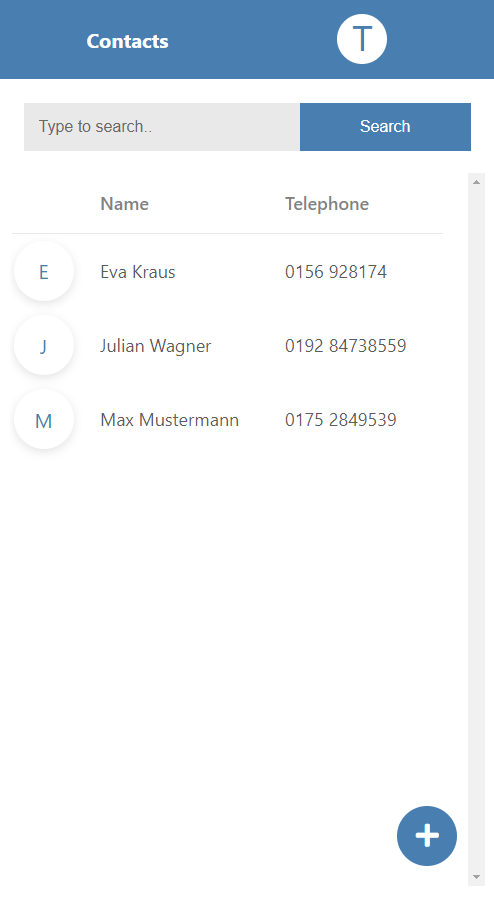 Contacts T
Type to search.. Search
Name Telephone
E Eva Kraus 0156 928174
J Julian Wagner 0192 84738559
M Max Mustermann 0175 2849539